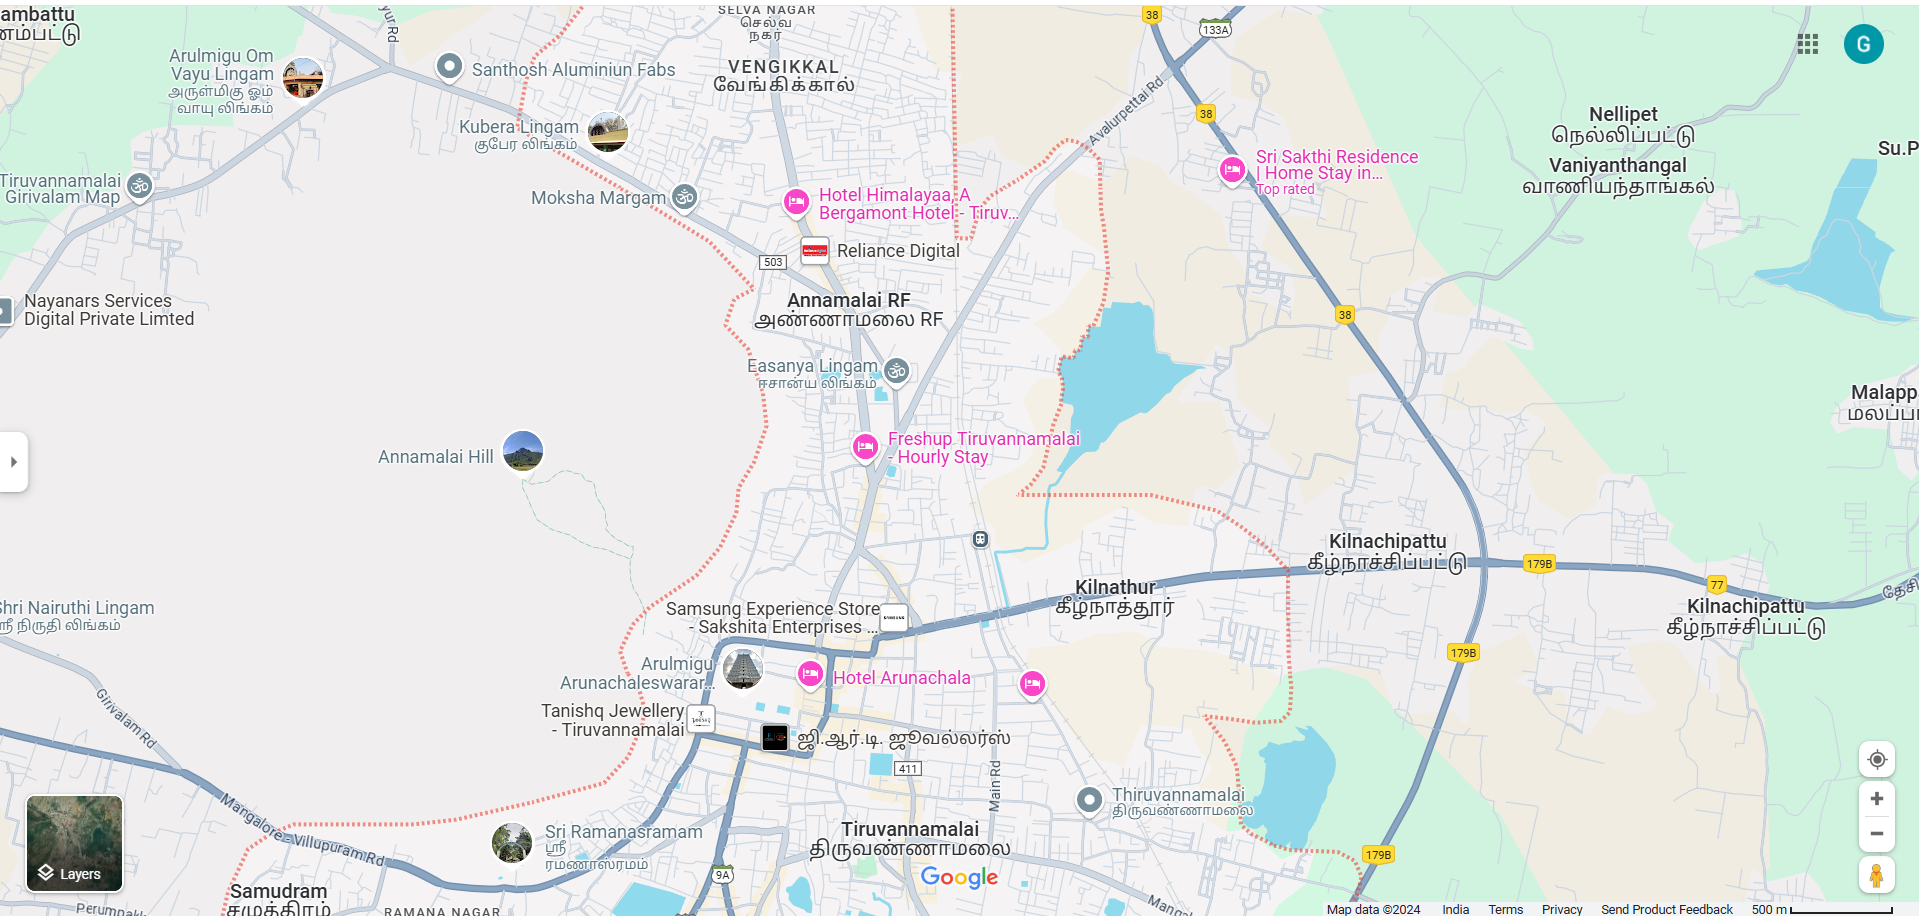 SELVA NAGAR
செல்வ
நகர்
38
133A
Arulmigu Om
Vayu Lingam
அருள்மிகு ஓம்
வாயு லிங்கம்
Santhosh Aluminiun Fabs
VENGIKKAL
வேங்கிக்கால்
G
Avalurpettai Rd
38
Nellipet
நெல்லிப்பட்டு
Kubera Lingam
குபேர லிங்கம்
Su.P
Vaniyanthangal
வாணியந்தாங்கல்
Sri Sakthi Residence
| Home Stay in...
Top rated
Tiruvannamalai
Girivalam Map
Moksha Margam
Hotel Himalayaa, A
Bergamont Hotel - Tiruv...
Reliance Digital
503
Nayanars Services
Digital Private Limted
Annamalai RF
அண்ணாமலை RF
38
Easanya Lingam
ஈசான்ய லிங்கம்
Malapp
Annamalai Hill
Freshup Tiruvannamalai
- Hourly Stay
Kilnachipattu
கீழ்நாச்சிப்பட்டு
179B
77
Kilnathur
கீழ்நாத்தூர்
Kilnachipattu
கீழ்நாச்சிப்பட்டு
Shri Nairuthi Lingam
ஸ்ரீ நிருதி லிங்கம்
Samsung Experience Store
- Sakshita Enterprises ...
SAMSUNG
179B
Arulmigu
Arunachaleswarar...
Hotel Arunachala
Tanishq Jewellery
- Tiruvannamalai
ஜி.ஆர்.டி. ஜூவல்லர்ஸ்
Girivalam Rd
411
Main Rd
Thiruvannamalai
திருவண்ணாமலை
Mangalore - Villupuram Rd
Sri Ramanasramam
ஸ்ரீ
ரமணாஸ்ரமம்
Tiruvannamalai
திருவண்ணாமலை
179B
Layers
9A
Google
Samudram
சமுத்திரம்
RAMANA NAGAR
Map data ©2024 India Terms Privacy Send Product Feedback 500 m